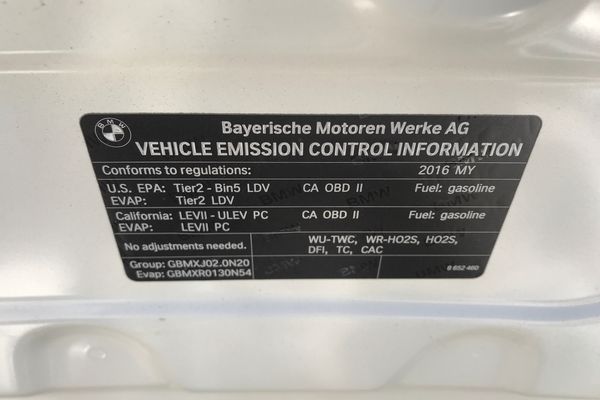 BMW
Bayerische Motoren Werke AG
VEHICLE EMISSION CONTROL INFORMATION
Conforms to regulations: 2016 MY
U.S. EPA: Tier2 - Bin5 LDV CA OBD II Fuel: gasoline
EVAP: Tier2 LDV
California: LEVII - ULEV PC CA OBD II Fuel: gasoline
EVAP: LEVII PC
No adjustments needed.
WU-TWC, WR-HO2S, HO2S,
DFI, TC, CAC
Group: GBMXJ02.0N20
Evap: GBMXR0130N54
8 652 460